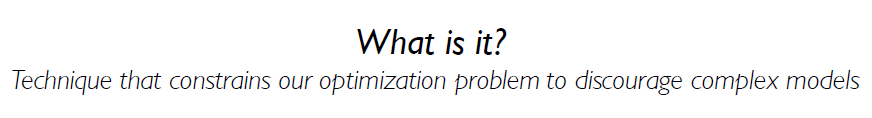 What is it?
Technique that constrains our optimization problem to discourage complex models